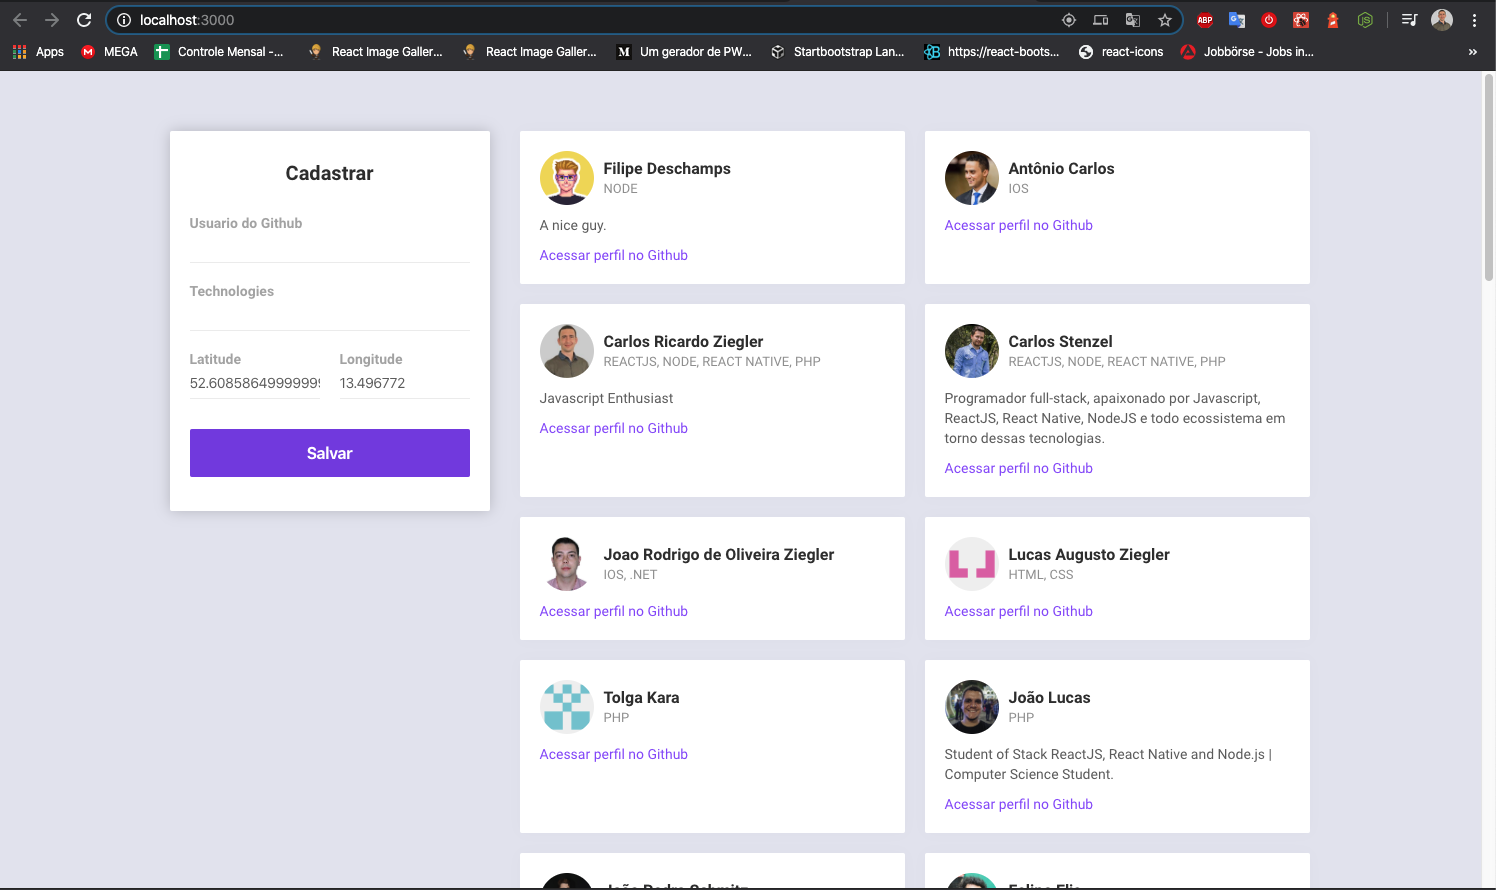 localhost:3000
ABP
Apps
MEGA
Controle Mensal -...
React Image Galler...
React Image Galler...
M
Um gerador de PW...
Startbootstrap Lan...
https://react-boots...
react-icons
Jobbörse - Jobs in...
»
Cadastrar
Usuario do Github
Technologies
Latitude
Longitude
52.6085864999999
13.496772
Salvar
Filipe Deschamps
NODE
A nice guy.
Acessar perfil no Github
Antônio Carlos
IOS
Acessar perfil no Github
Carlos Ricardo Ziegler
REACTJS, NODE, REACT NATIVE, PHP
Javascript Enthusiast
Acessar perfil no Github
Carlos Stenzel
REACTJS, NODE, REACT NATIVE, PHP
Programador full-stack, apaixonado por Javascript,
ReactJS, React Native, NodeJS e todo ecossistema em
torno dessas tecnologias.
Acessar perfil no Github
Joao Rodrigo de Oliveira Ziegler
IOS, .NET
Acessar perfil no Github
Lucas Augusto Ziegler
HTML, CSS
Acessar perfil no Github
Tolga Kara
PHP
Acessar perfil no Github
João Lucas
PHP
Student of Stack ReactJS, React Native and Node.js |
Computer Science Student.
Acessar perfil no Github